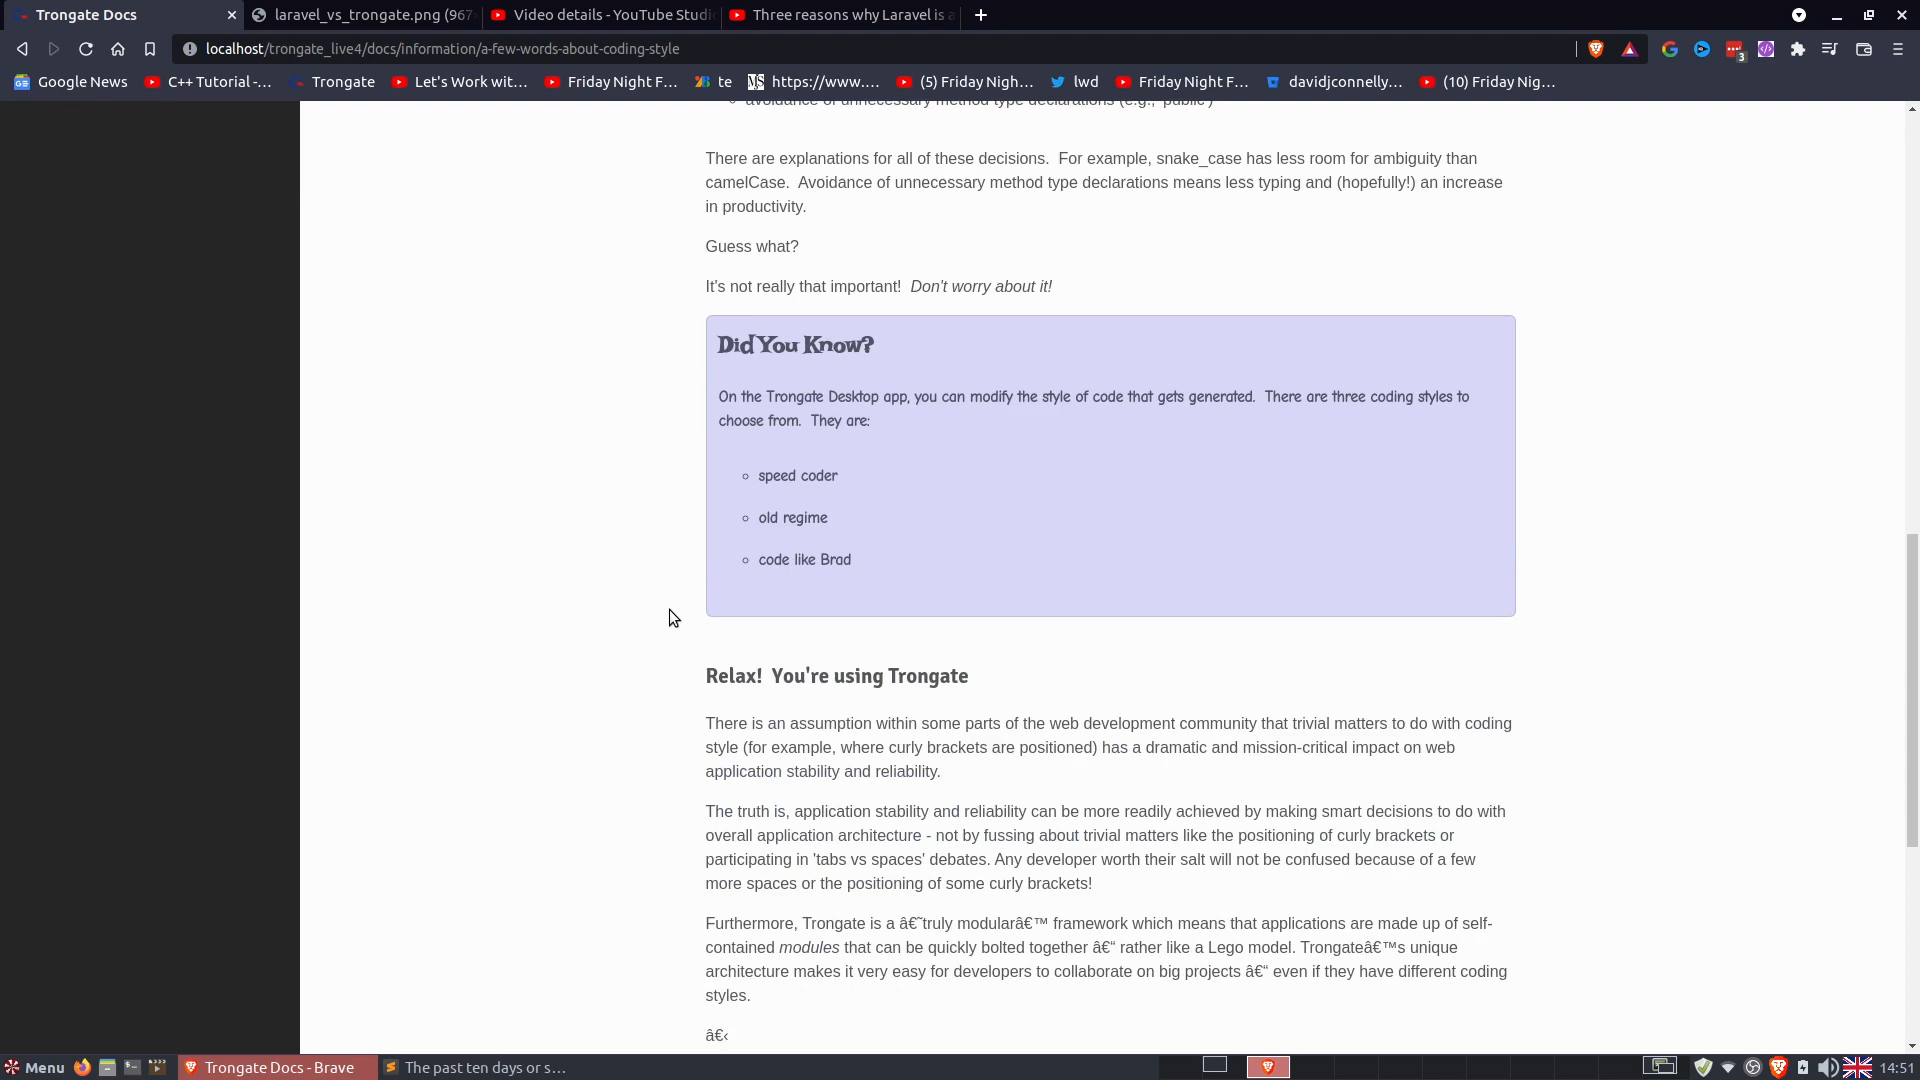 Trongate Docs
laravel_vs_trongate.png (967
Video details - YouTube Studi
Three reasons why Laravel is a
localhost/trongate_live4/docs/information/a-few-words-about-coding-style
3
Google News
C++ Tutorial -...
Trongate
Let's Work wit...
Friday Night F...
te
https://www....
(5) Friday Nigh...
lwd
Friday Night F...
davidjconnelly...
(10) Friday Nig...
avoidance of unnecessary method type declarations (e.g., 'public')
There are explanations for all of these decisions.  For example, snake_case has less room for ambiguity than
camelCase.  Avoidance of unnecessary method type declarations means less typing and (hopefully!) an increase
in productivity.
Guess what?
It's not really that important!  Don't worry about it!
Did You Know?
On the Trongate Desktop app, you can modify the style of code that gets generated.  There are three coding styles to
choose from.  They are:
speed coder
old regime
code like Brad
Relax!  You're using Trongate
There is an assumption within some parts of the web development community that trivial matters to do with coding
style (for example, where curly brackets are positioned) has a dramatic and mission-critical impact on web
application stability and reliability.
The truth is, application stability and reliability can be more readily achieved by making smart decisions to do with
overall application architecture - not by fussing about trivial matters like the positioning of curly brackets or
participating in 'tabs vs spaces' debates. Any developer worth their salt will not be confused because of a few
more spaces or the positioning of some curly brackets!
Furthermore, Trongate is a â€˜truly modularâ€™ framework which means that applications are made up of self-
contained modules that can be quickly bolted together â€“ rather like a Lego model. Trongateâ€™s unique
architecture makes it very easy for developers to collaborate on big projects â€“ even if they have different coding
styles.
â€‹
Menu
Trongate Docs - Brave
The past ten days or s...
14:51